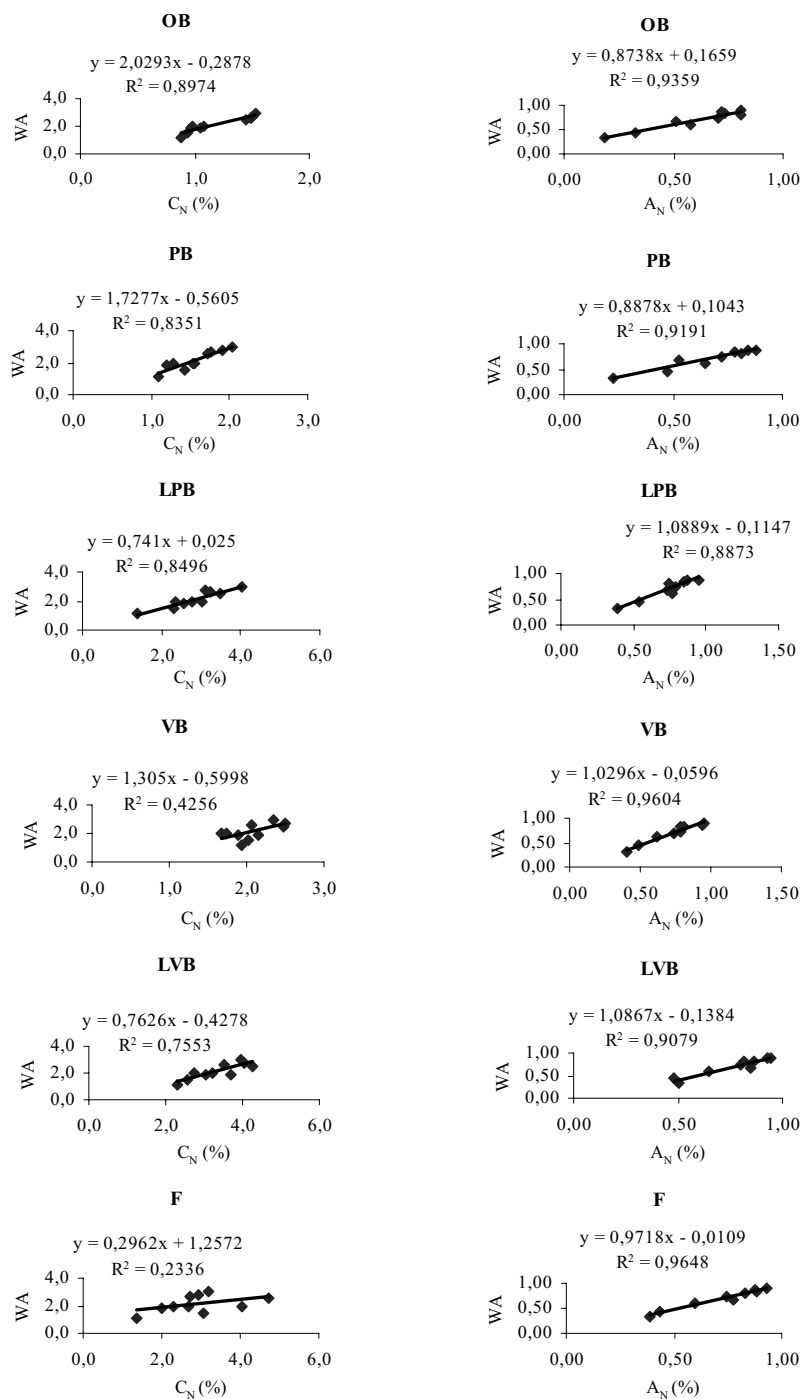 OB
y = 2,0293x - 0,2878
R² = 0,8974
4,0
2,0
0,0
WA
0,0 1,0 2,0
C_N (%)
OB
y = 0,8738x + 0,1659
R² = 0,9359
1,00
0,50
0,00
WA
0,00 0,50 1,00
A_N (%)
PB
y = 1,7277x - 0,5605
R² = 0,8351
4,0
2,0
0,0
WA
0,0 1,0 2,0 3,0
C_N (%)
PB
y = 0,8878x + 0,1043
R² = 0,9191
1,00
0,50
0,00
WA
0,00 0,50 1,00
A_N (%)
LPB
y = 0,741x + 0,025
R² = 0,8496
4,0
2,0
0,0
WA
0,0 2,0 4,0 6,0
C_N (%)
LPB
y = 1,0889x - 0,1147
R² = 0,8873
1,00
0,50
0,00
WA
0,00 0,50 1,00 1,50
A_N (%)
VB
y = 1,305x - 0,5998
R² = 0,4256
4,0
2,0
0,0
WA
0,0 1,0 2,0 3,0
C_N (%)
VB
y = 1,0296x - 0,0596
R² = 0,9604
1,00
0,50
0,00
WA
0,00 0,50 1,00 1,50
A_N (%)
LVB
y = 0,7626x - 0,4278
R² = 0,7553
4,0
2,0
0,0
WA
0,0 2,0 4,0 6,0
C_N (%)
LVB
y = 1,0867x - 0,1384
R² = 0,9079
1,00
0,50
0,00
WA
0,00 0,50 1,00
A_N (%)
F
y = 0,2962x + 1,2572
R² = 0,2336
4,0
2,0
0,0
WA
0,0 2,0 4,0 6,0
C_N (%)
F
y = 0,9718x - 0,0109
R² = 0,9648
1,00
0,50
0,00
WA
0,00 0,50 1,00
A_N (%)